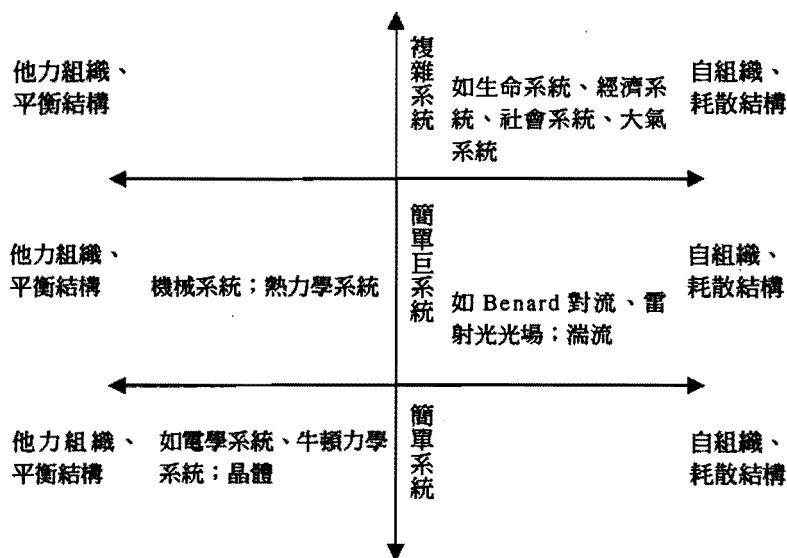 他力組織、
平衡結構
複雜系統
如生命系統、經濟系
統、社會系統、大氣
系統
自組織、
耗散結構
他力組織、
平衡結構
機械系統；熱力學系統
簡單巨系統
如 Benard 對流、雷
射光光場；湍流
自組織、
耗散結構
他力組織、
平衡結構
如電學系統、牛頓力學
系統；晶體
簡單系統
自組織、
耗散結構